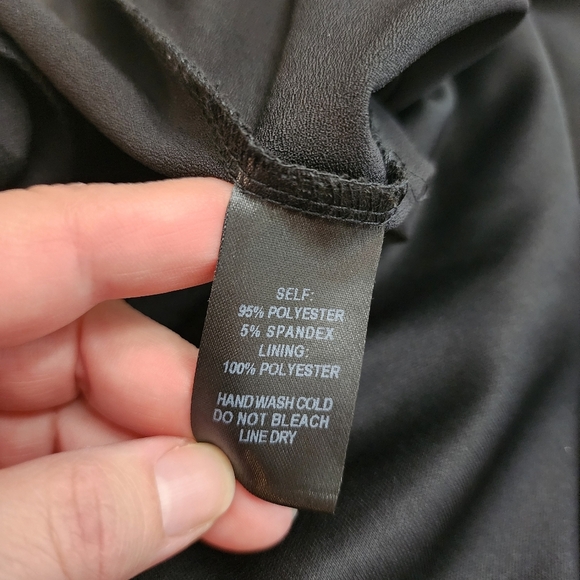 SELF:
95% POLYESTER
5% SPANDEX
LINING:
100% POLYESTER
HAND WASH COLD
DO NOT BLEACH
LINE DRY